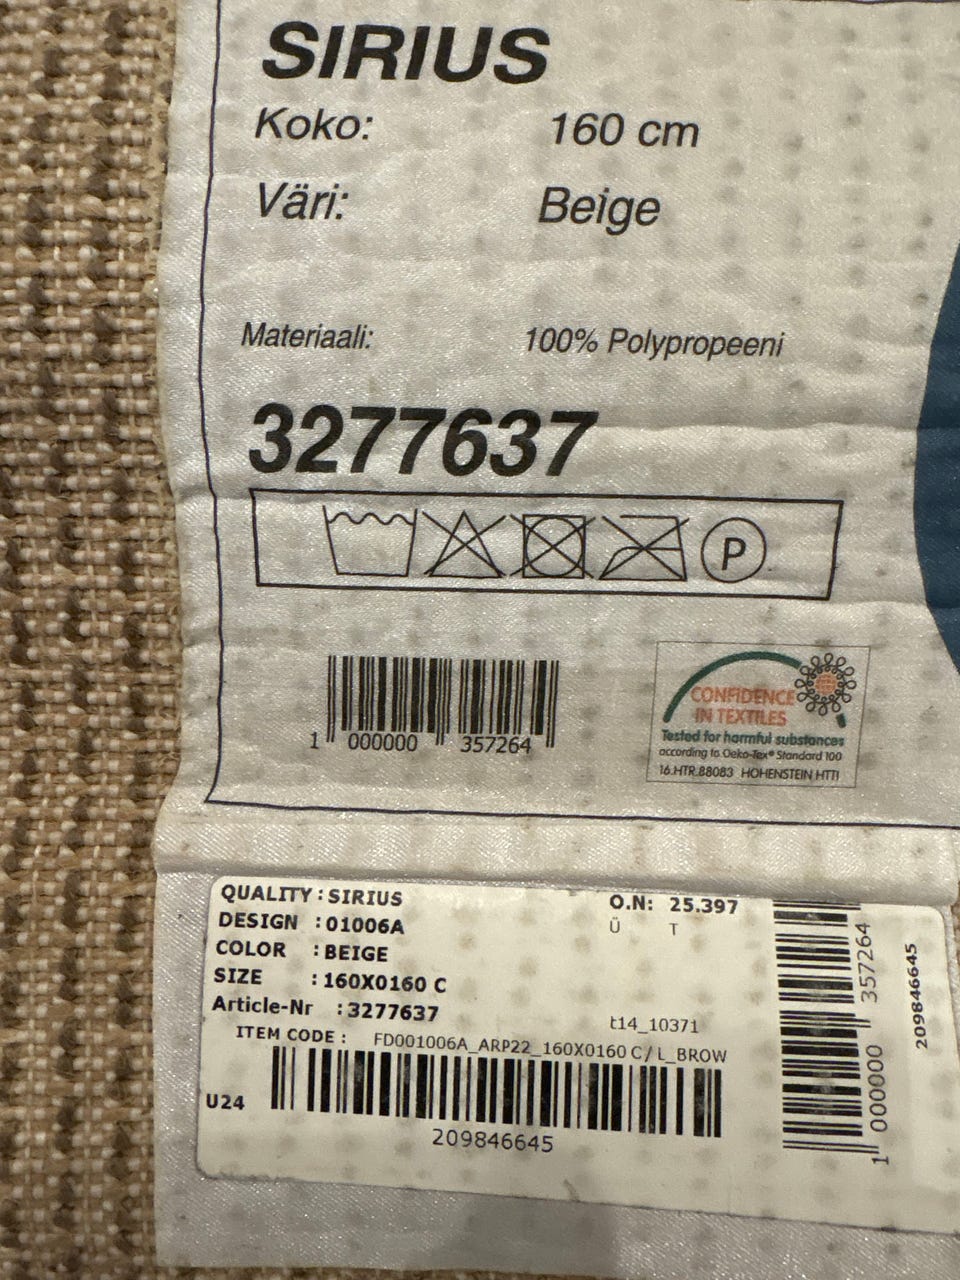 SIRIUS
Koko: 160 cm
Väri: Beige
Materiaali: 100% Polypropeeni
3277637
P
1 000000 357264
CONFIDENCE
IN TEXTILES
Tested for harmful substances
according to Oeko-Tex® Standard 100
16.HTR.88083 HOHENSTEIN HTTI
QUALITY : SIRIUS
DESIGN : 01006A
COLOR : BEIGE
SIZE : 160X0160 C
Article-Nr : 3277637
O.N: 25.397
Ü T
t14_10371
ITEM CODE : FD001006A_ARP22_160X0160 C / L_BROW
U24
209846645
1 000000 357264
209846645